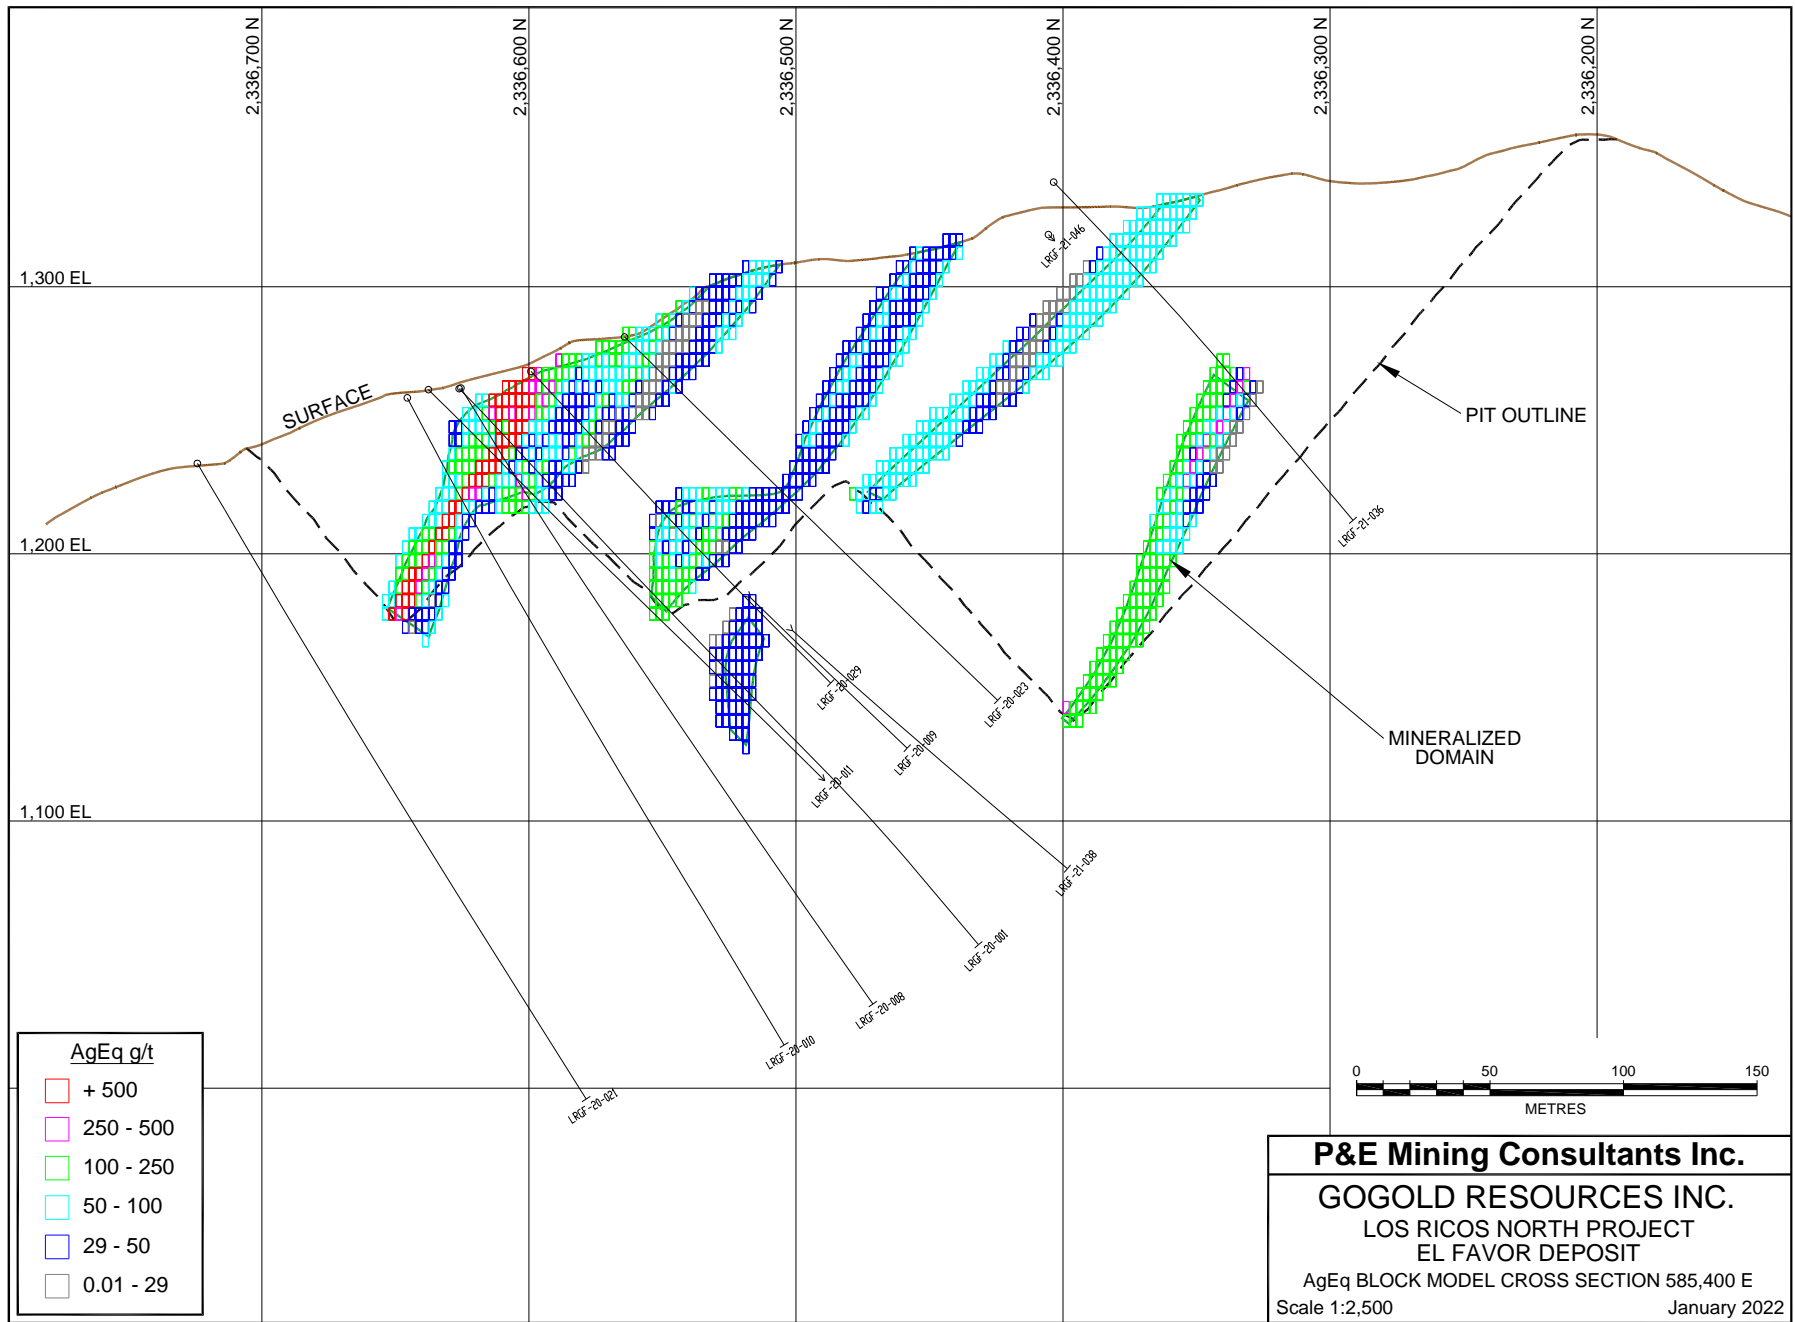 2,336,700 N
2,336,600 N
2,336,500 N
2,336,400 N
2,336,300 N
2,336,200 N
1,300 EL
1,200 EL
1,100 EL
SURFACE
LRGF-21-046
LRGF-21-036
PIT OUTLINE
MINERALIZED
DOMAIN
LRGF-20-029
LRGF-20-023
LRGF-20-009
LRGF-20-011
LRGF-21-038
LRGF-20-001
LRGF-20-008
LRGF-20-010
LRGF-20-021
AgEq g/t
+ 500
250 - 500
100 - 250
50 - 100
29 - 50
0.01 - 29
0 50 100 150
METRES
P&E Mining Consultants Inc.
GOGOLD RESOURCES INC.
LOS RICOS NORTH PROJECT
EL FAVOR DEPOSIT
AgEq BLOCK MODEL CROSS SECTION 585,400 E
Scale 1:2,500 January 2022